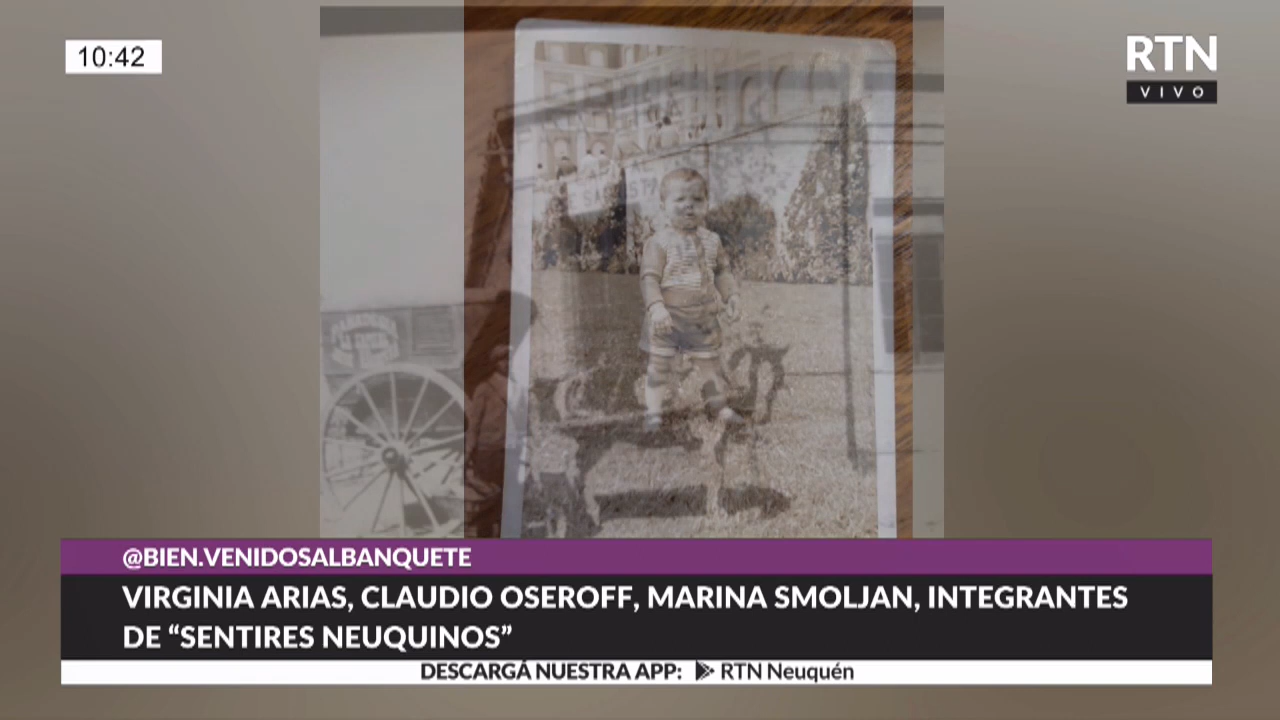 10:42
RTN
VIVO
@BIEN.VENIDOSALBANQUETE
VIRGINIA ARIAS, CLAUDIO OSEROFF, MARINA SMOLJAN, INTEGRANTES
DE “SENTIRES NEUQUINOS”
DESCARGÁ NUESTRA APP: RTN Neuquén